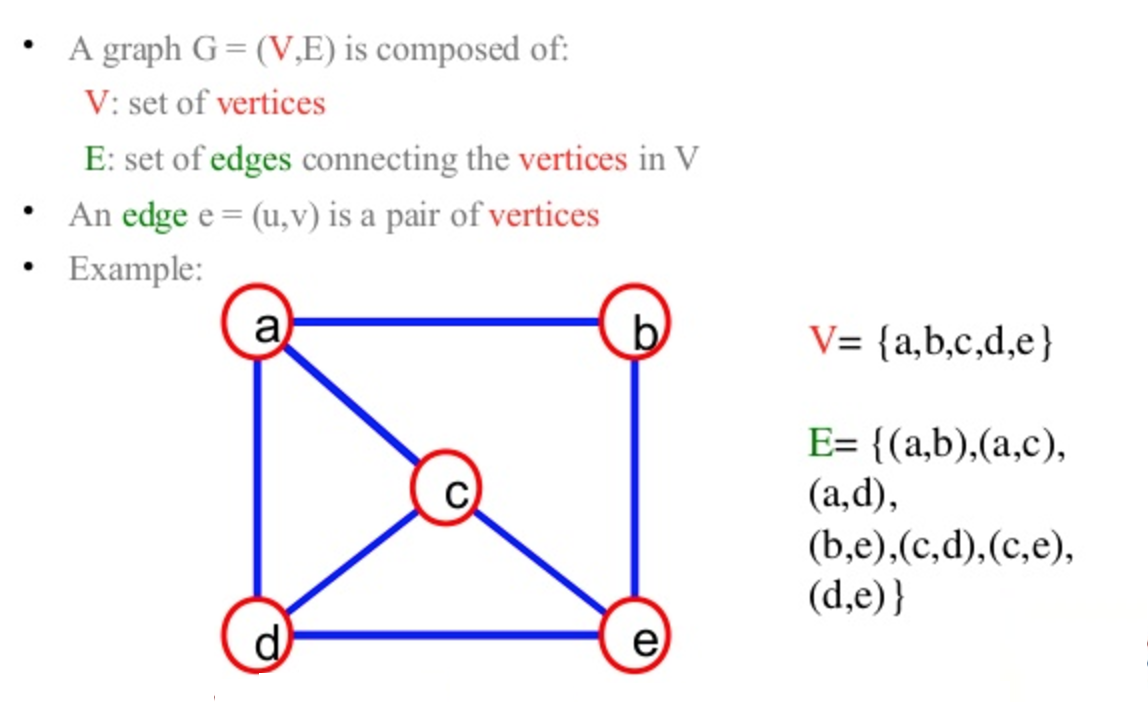 • A graph G = (V,E) is composed of:
V: set of vertices
E: set of edges connecting the vertices in V
• An edge e = (u,v) is a pair of vertices
• Example:
a
b
c
d
e
V= {a,b,c,d,e}
E= {(a,b),(a,c),
(a,d),
(b,e),(c,d),(c,e),
(d,e)}